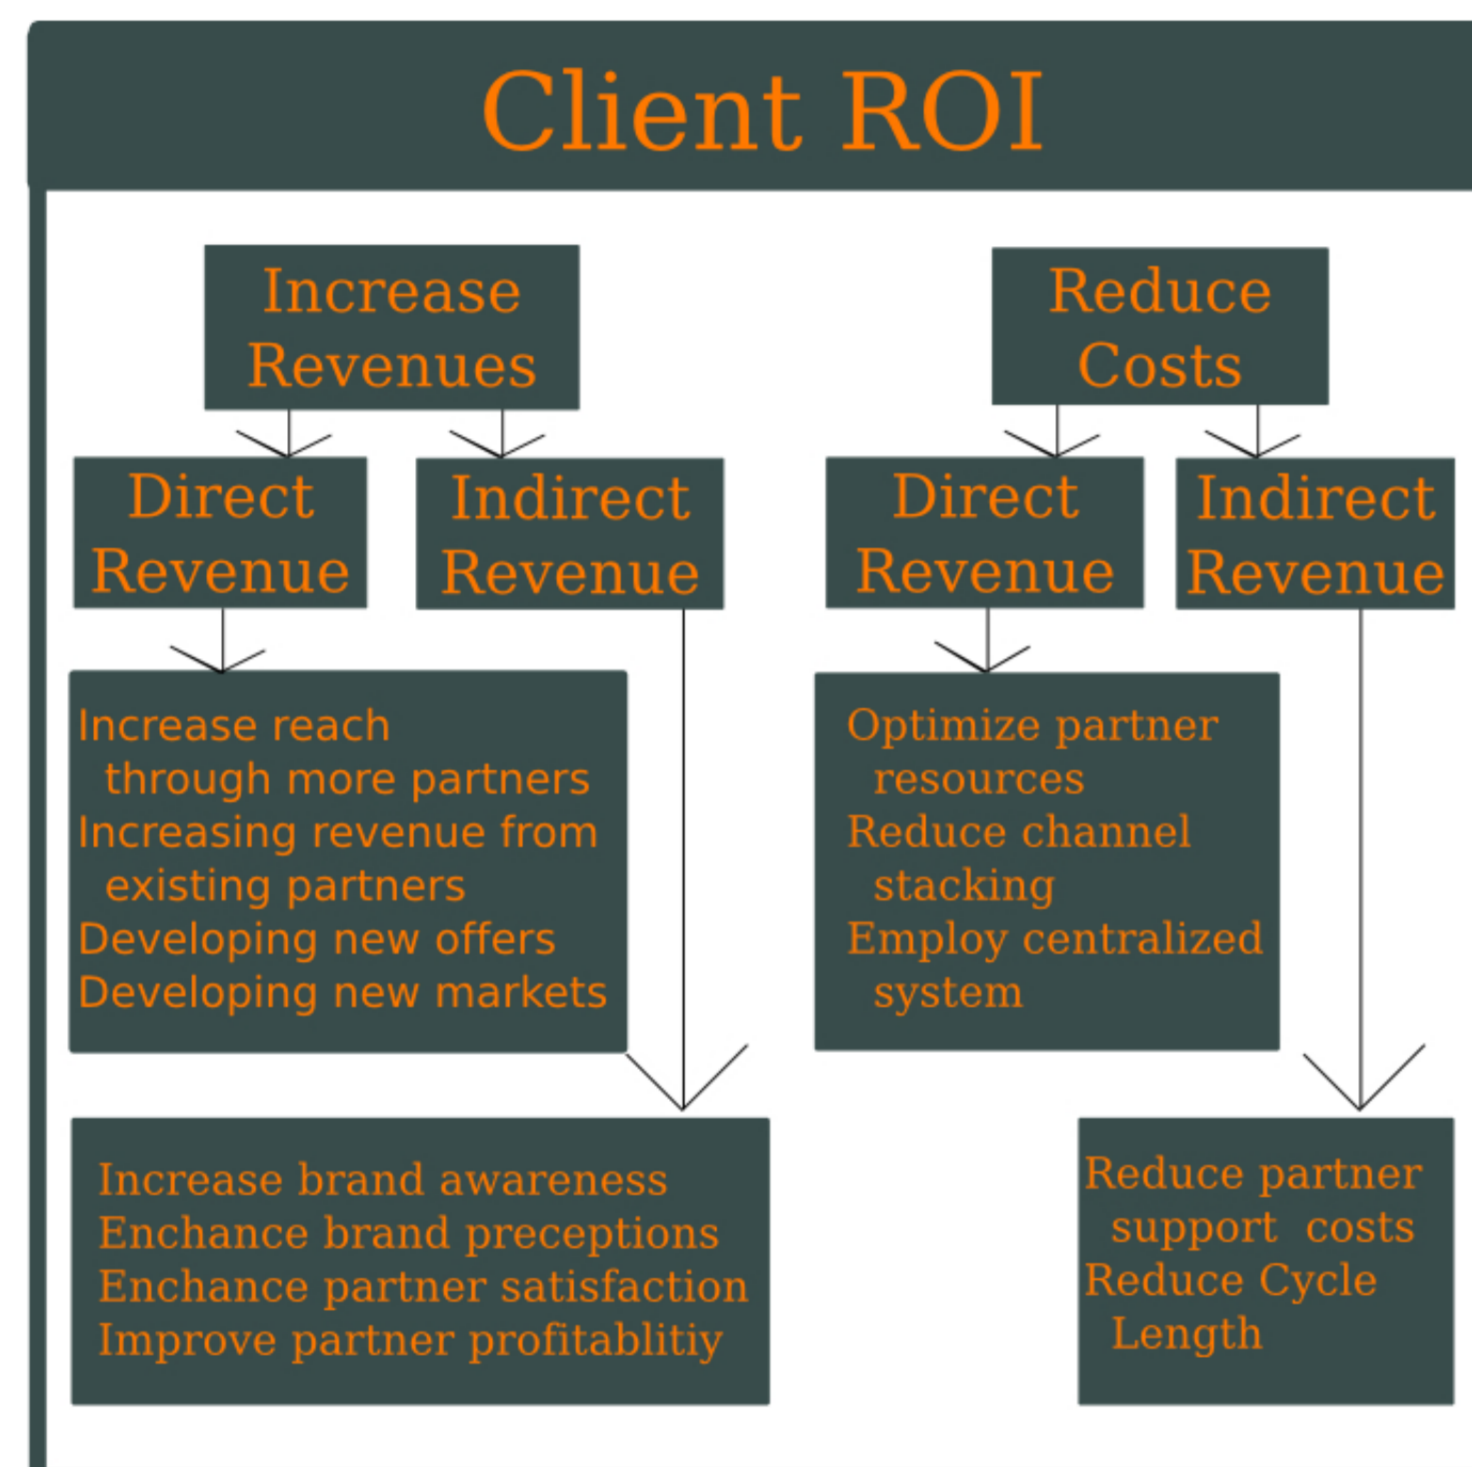 Client ROI
Increase
Revenues
Reduce
Costs
Direct
Revenue
Indirect
Revenue
Direct
Revenue
Indirect
Revenue
Increase reach
through more partners
Increasing revenue from
existing partners
Developing new offers
Developing new markets
Optimize partner
resources
Reduce channel
stacking
Employ centralized
system
Increase brand awareness
Enchance brand preceptions
Enchance partner satisfaction
Improve partner profitablitiy
Reduce partner
support costs
Reduce Cycle
Length